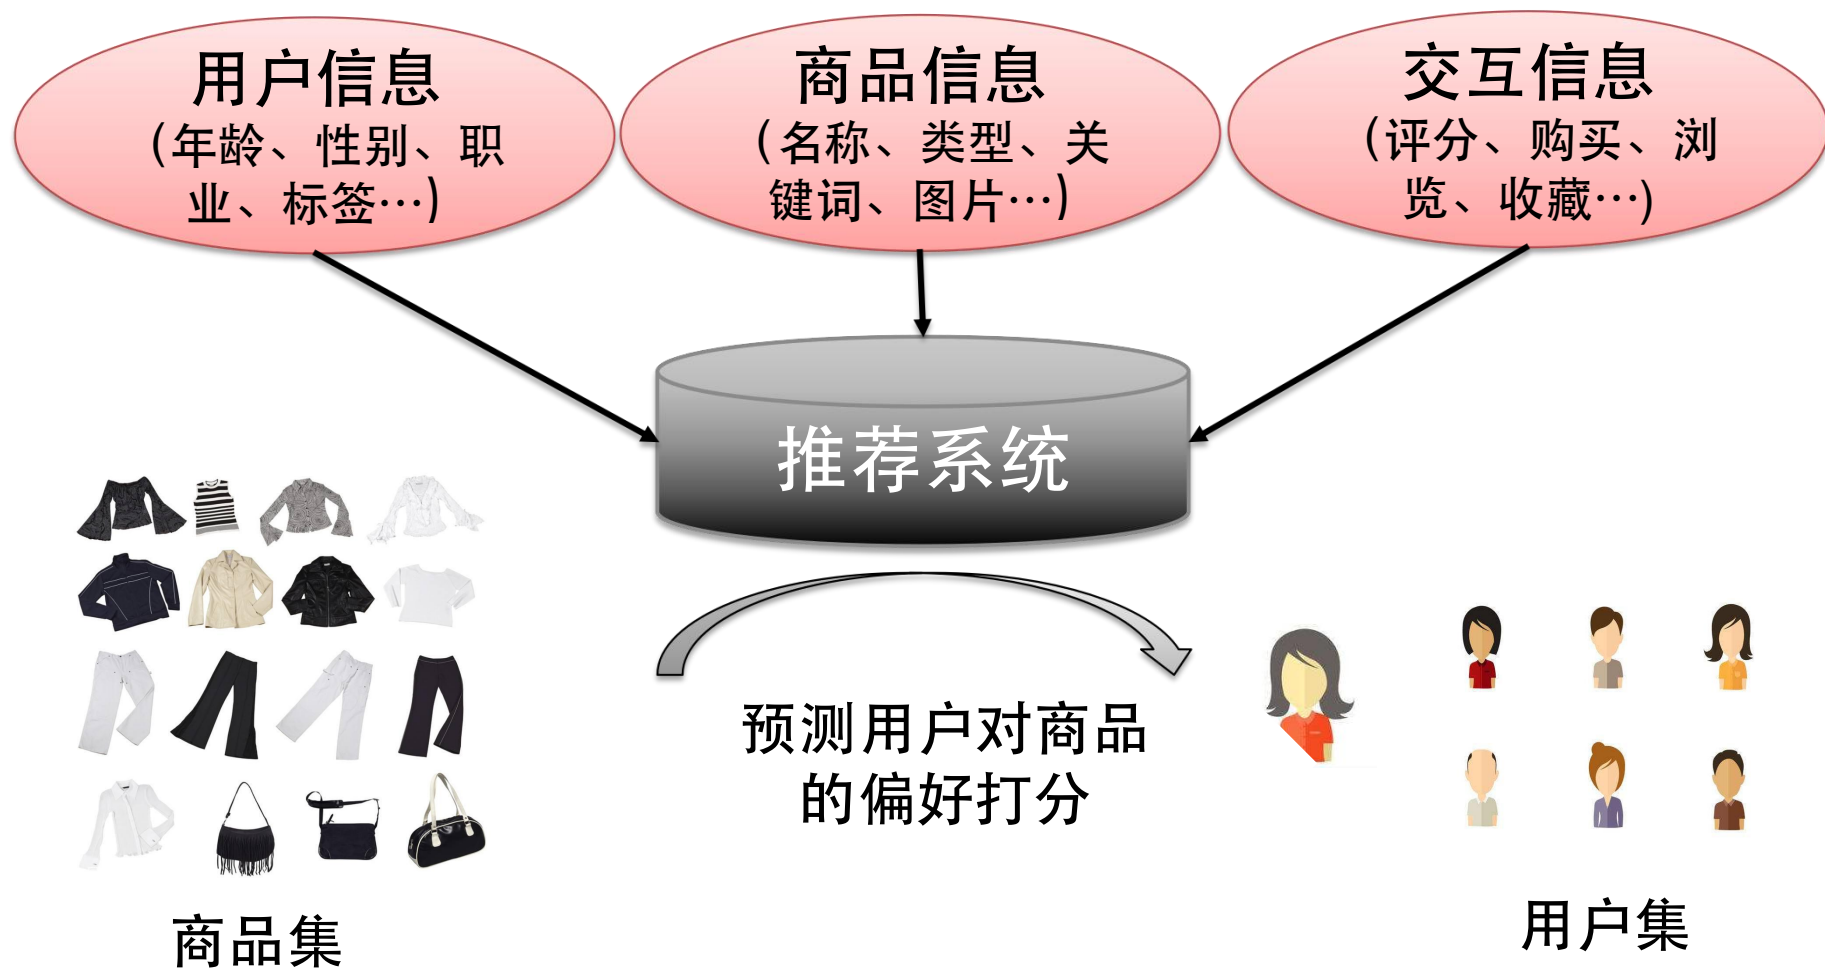 用户信息
(年龄、性别、职
业、标签…)
商品信息
(名称、类型、关
键词、图片…)
交互信息
(评分、购买、浏
览、收藏…)
推荐系统
预测用户对商品
的偏好打分
商品集
用户集